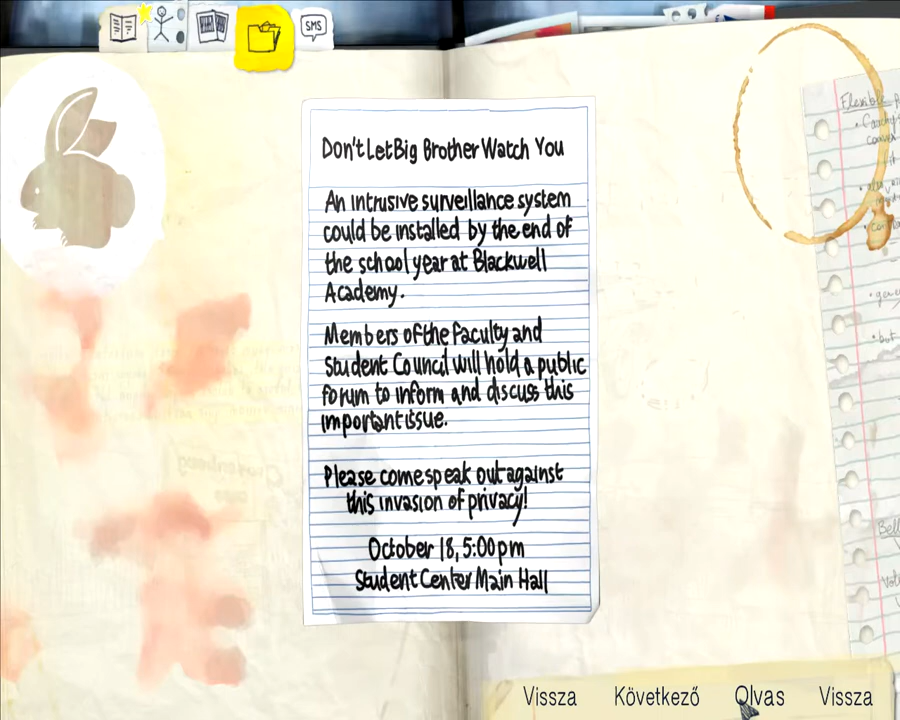 SMS
Don't Let Big Brother Watch You
An intrusive surveillance system
could be installed by the end of
the school year at Blackwell
Academy.
Members of the Faculty and
Student Council will hold a public
forum to inform and discuss this
important issue.
Please come speak out against
this invasion of privacy!
October 18, 5:00pm
Student Center Main Hall
Flexible
Vissza
Következő
Olvas
Vissza